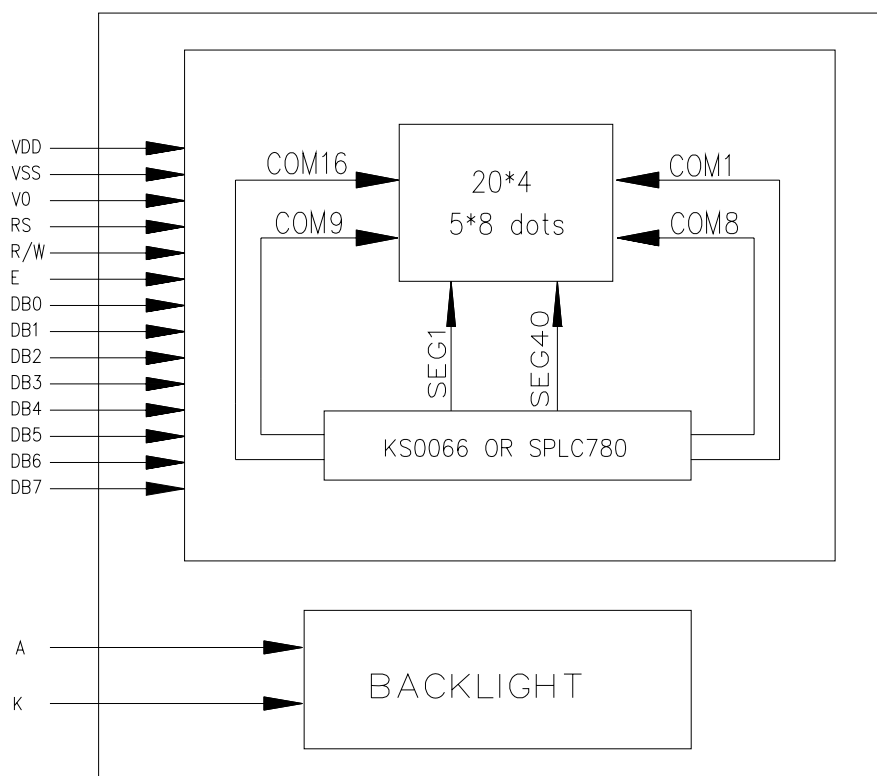 VDD
VSS
V0
RS
R/W
E
DB0
DB1
DB2
DB3
DB4
DB5
DB6
DB7
COM16
COM9
20*4
5*8 dots
COM1
COM8
SEG1
SEG40
KS0066 OR SPLC780
A
K
BACKLIGHT